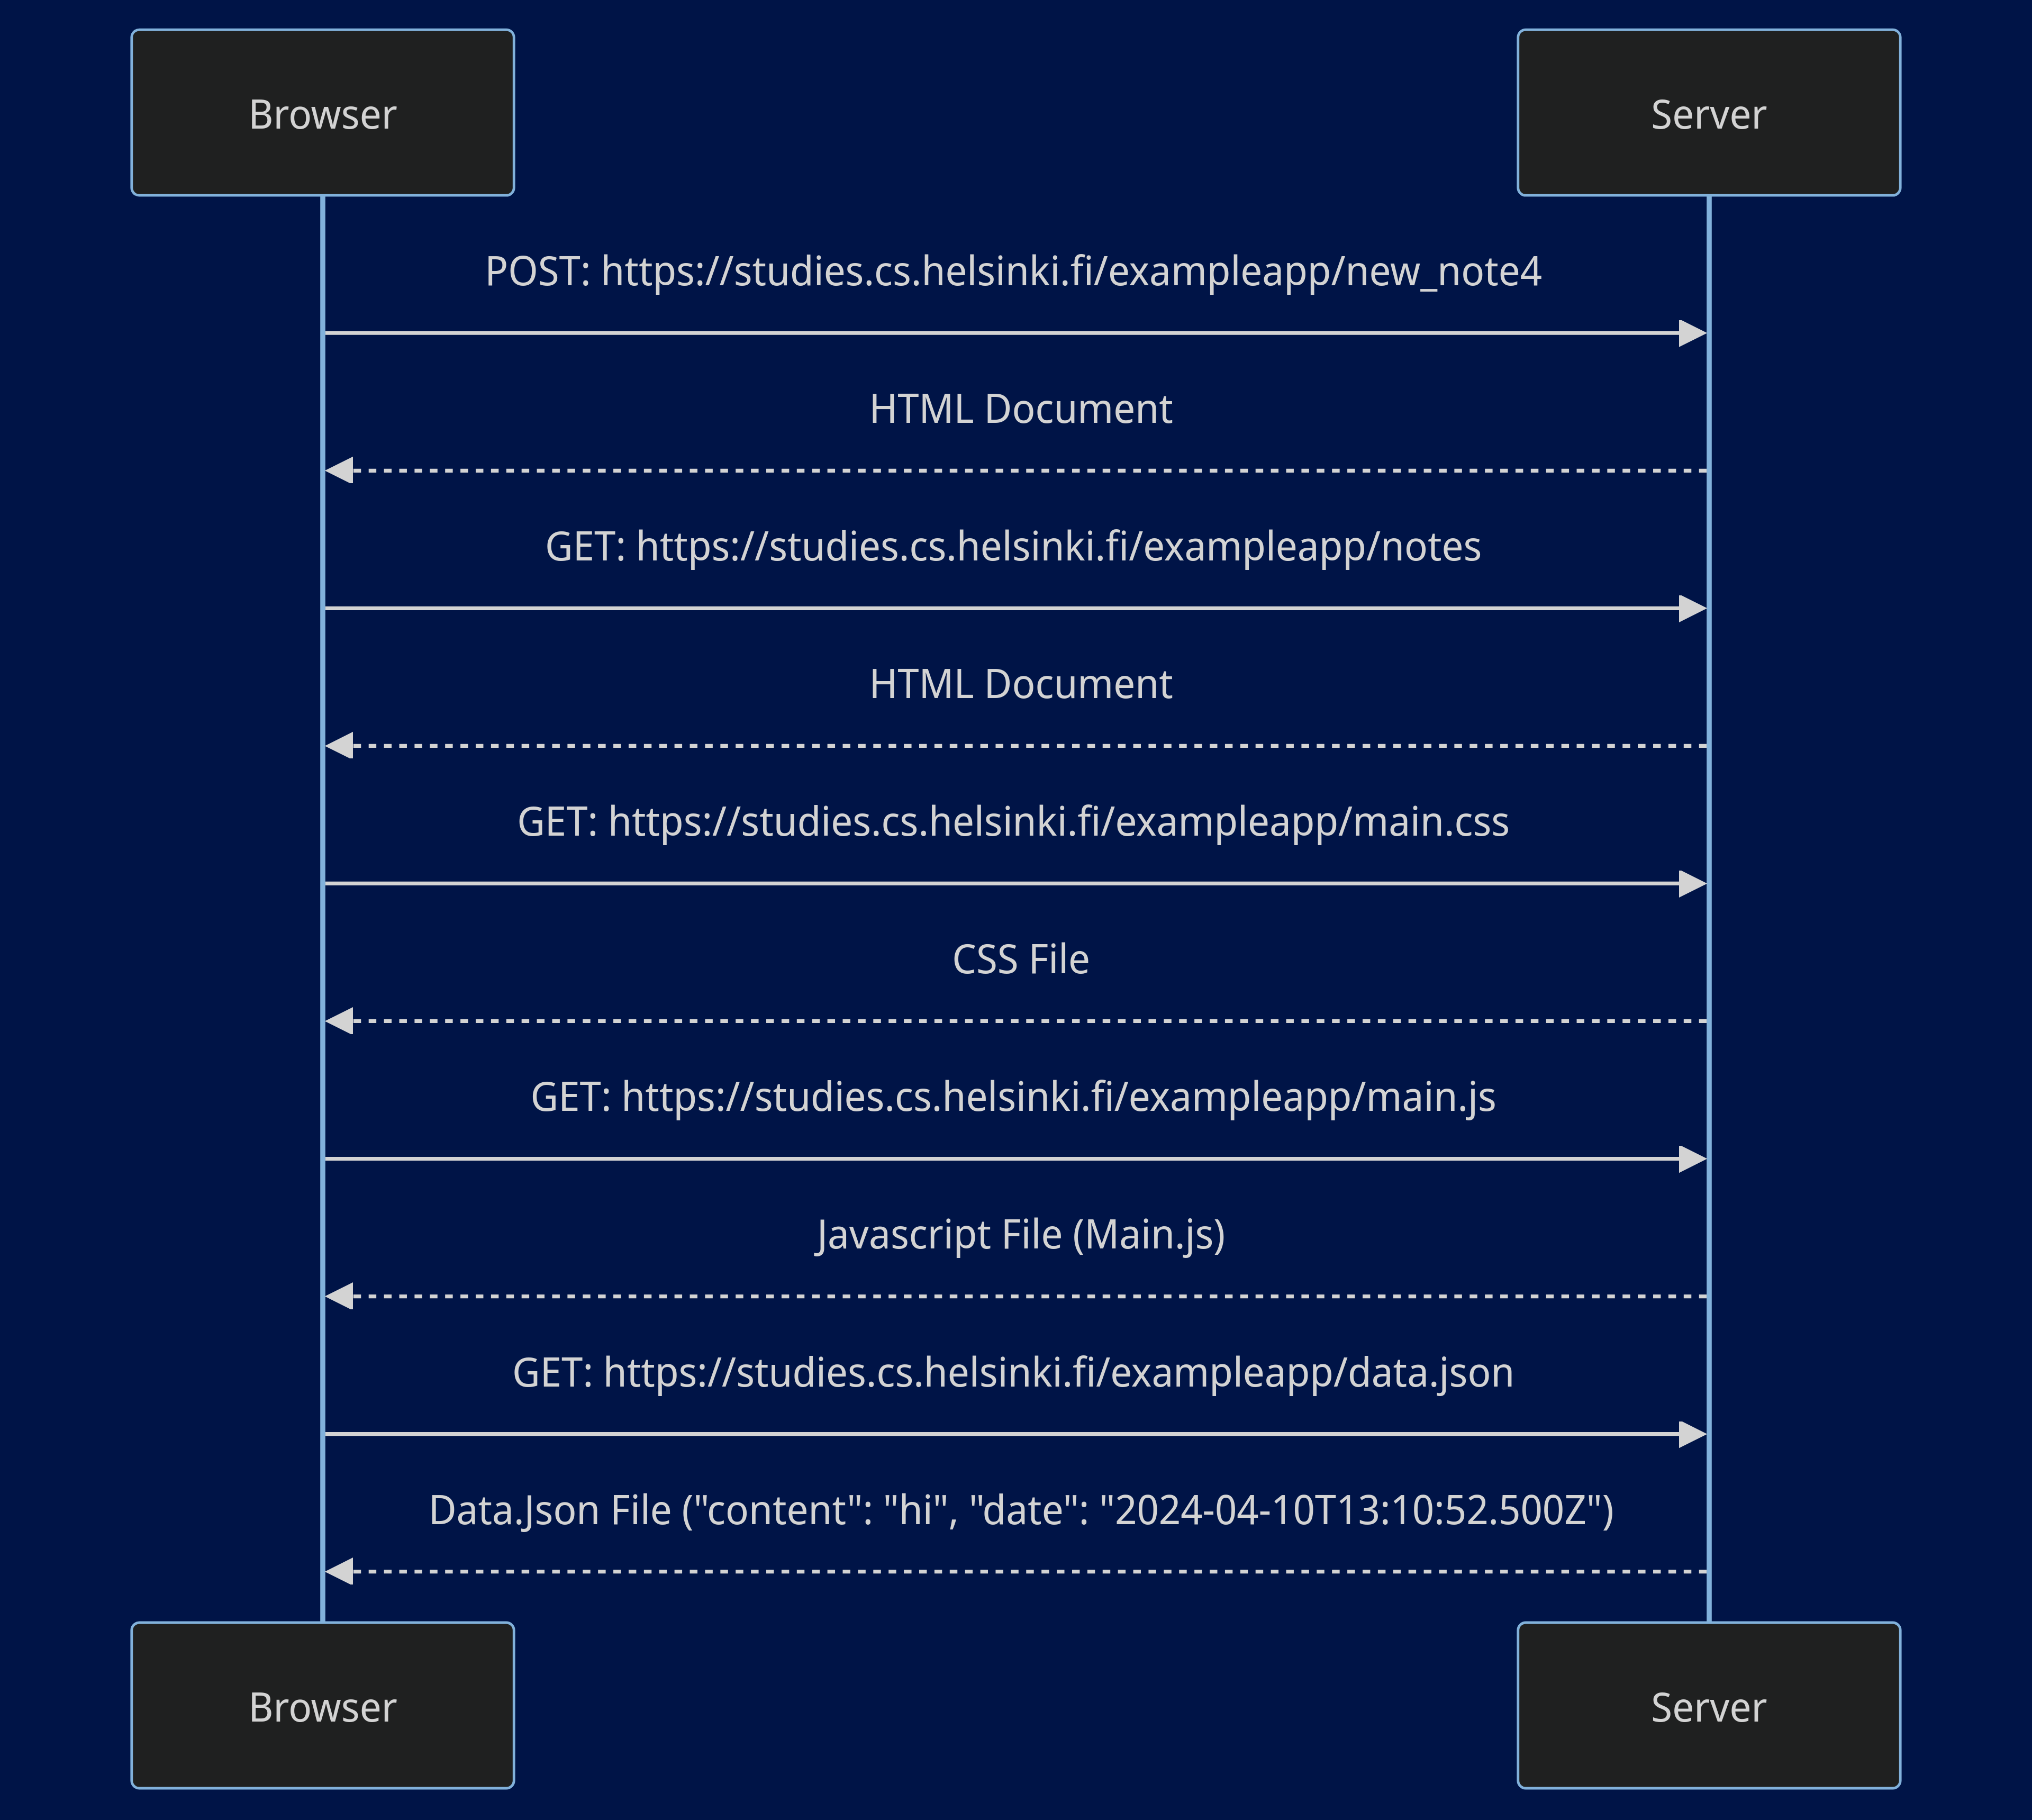 Browser
Server
POST: https://studies.cs.helsinki.fi/exampleapp/new_note4
HTML Document
GET: https://studies.cs.helsinki.fi/exampleapp/notes
HTML Document
GET: https://studies.cs.helsinki.fi/exampleapp/main.css
CSS File
GET: https://studies.cs.helsinki.fi/exampleapp/main.js
Javascript File (Main.js)
GET: https://studies.cs.helsinki.fi/exampleapp/data.json
Data.Json File ("content": "hi", "date": "2024-04-10T13:10:52.500Z")
Browser
Server